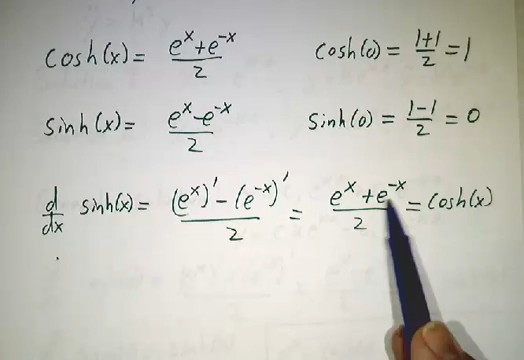 cosh(x) = (e^x + e^-x)/2    cosh(0) = (1+1)/2 = 1
sinh(x) = (e^x - e^-x)/2    sinh(0) = (1-1)/2 = 0
d/dx sinh(x) = ((e^x)' - (e^-x)')/2 = (e^x + e^-x)/2 = cosh(x)